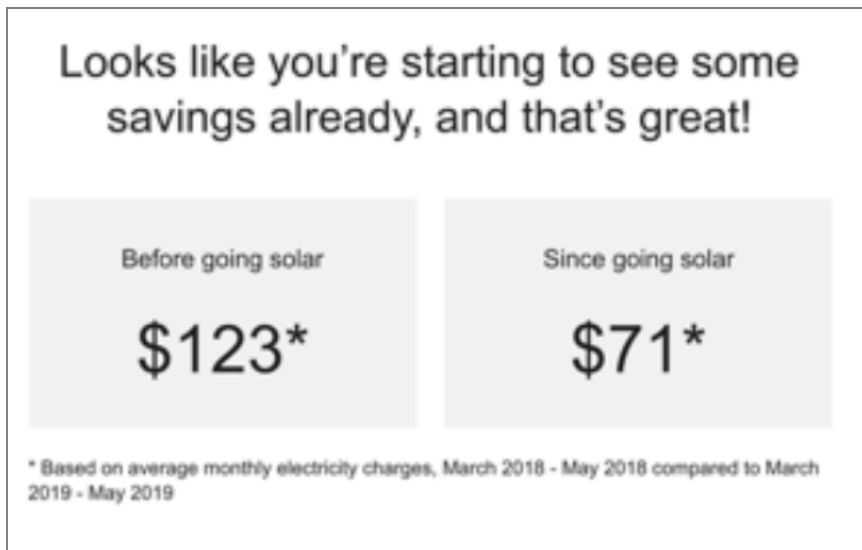 Looks like you're starting to see some
savings already, and that's great!
Before going solar
Since going solar
$123*
$71*
* Based on average monthly electricity charges, March 2018 - May 2018 compared to March
2019 - May 2019